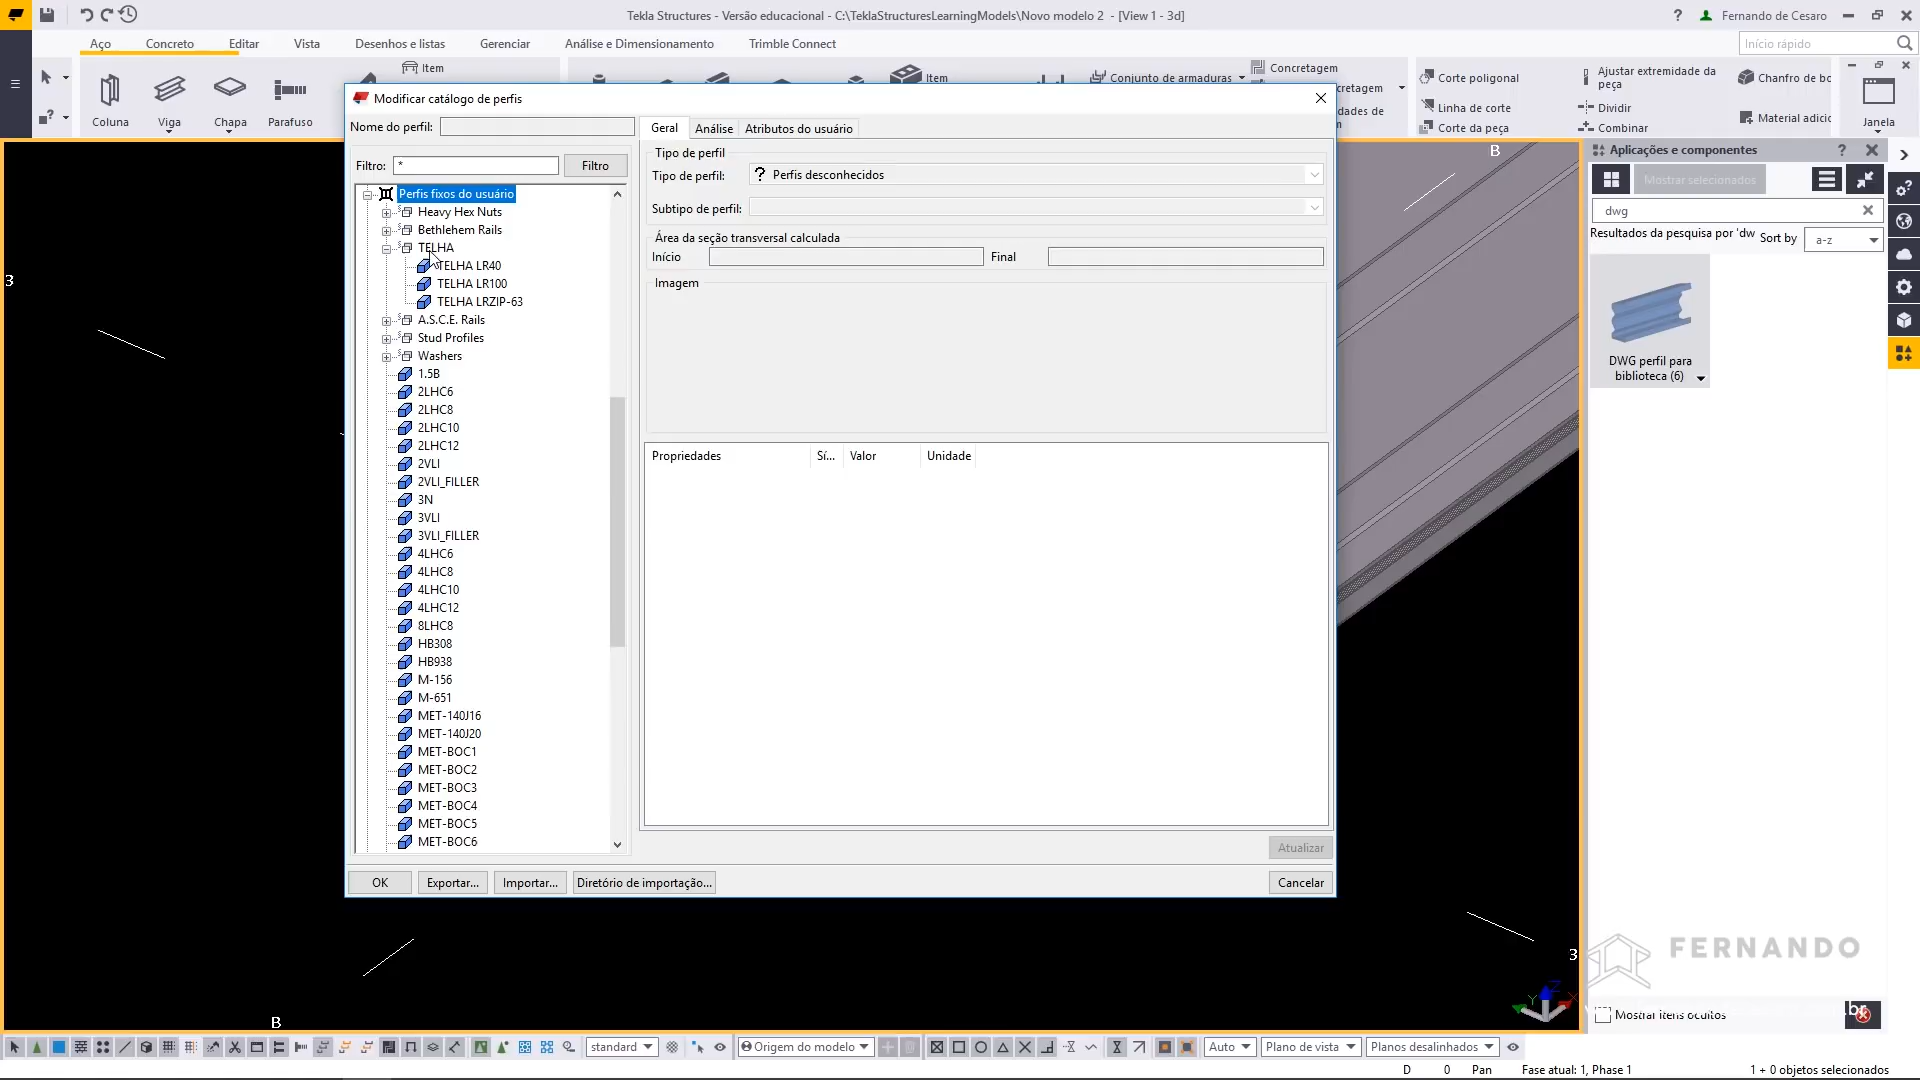 Tekla Structures - Versão educacional - C:\TeklaStructuresLearningModels\Novo modelo 2 - [View 1 - 3d]
? Fernando de Cesaro
Aço Concreto Editar Vista Desenhos e listas Gerenciar Análise e Dimensionamento Trimble Connect
Início rápido
Coluna
Viga
Chapa
Parafuso
Item
Item
Conjunto de armaduras
Concretagem
cretagem
dades de
Corte poligonal
Linha de corte
Corte da peça
Ajustar extremidade da
peça
Dividir
Combinar
Chanfro de bo
Material adicio
Janela
Modificar catálogo de perfis
Nome do perfil:
Filtro: *
Filtro
Perfis fixos do usuário
Heavy Hex Nuts
Bethlehem Rails
TELHA
TELHA LR40
TELHA LR100
TELHA LRZIP-63
A.S.C.E. Rails
Stud Profiles
Washers
1.5B
2LHC6
2LHC8
2LHC10
2LHC12
2VLI
2VLI_FILLER
3N
3VLI
3VLI_FILLER
4LHC6
4LHC8
4LHC10
4LHC12
8LHC8
HB308
HB938
M-156
M-651
MET-140J16
MET-140J20
MET-BOC1
MET-BOC2
MET-BOC3
MET-BOC4
MET-BOC5
MET-BOC6
Geral Análise Atributos do usuário
Tipo de perfil
Tipo de perfil: ? Perfis desconhecidos
Subtipo de perfil:
Área da seção transversal calculada
Início Final
Imagem
Propriedades Sí... Valor Unidade
Atualizar
OK Exportar... Importar... Diretório de importação... Cancelar
B
3
3
B
Z
Y
X
Aplicações e componentes ?
Mostrar selecionados
dwg
Resultados da pesquisa por 'dw Sort by a-z
DWG perfil para
biblioteca (6)
FERNANDO
Mostrar itens ocultos
.br
standard Origem do modelo Auto Plano de vista Planos desalinhados
D 0 Pan Fase atual: 1, Phase 1 1 + 0 objetos selecionados